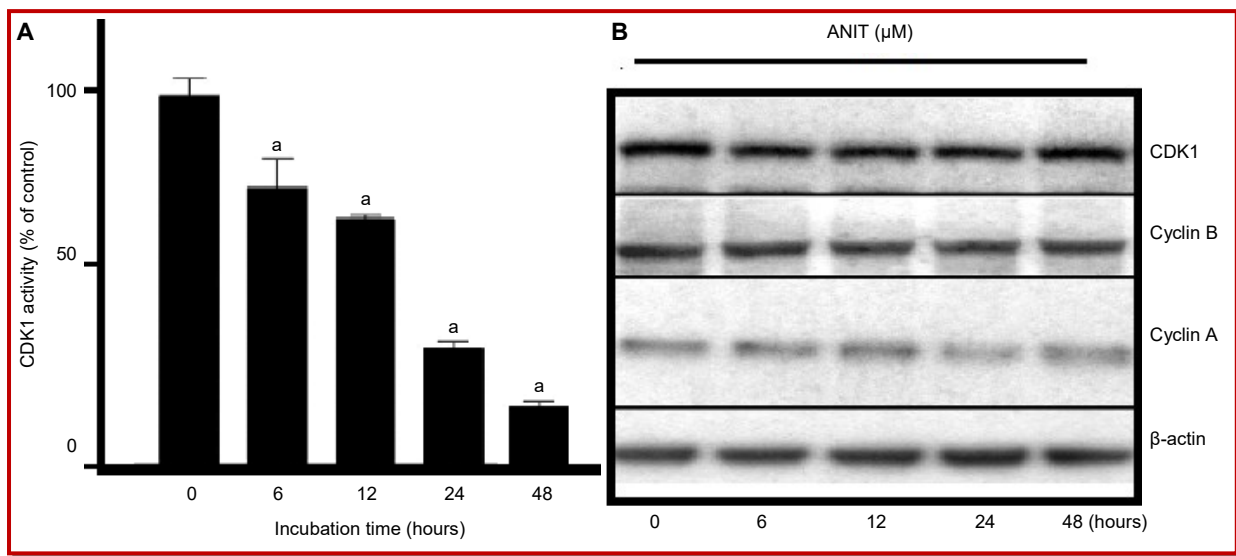 A
CDK1 activity (% of control)
100
50
0
a
a
a
a
0 6 12 24 48
Incubation time (hours)
B
ANIT (µM)
CDK1
Cyclin B
Cyclin A
β-actin
0 6 12 24 48 (hours)